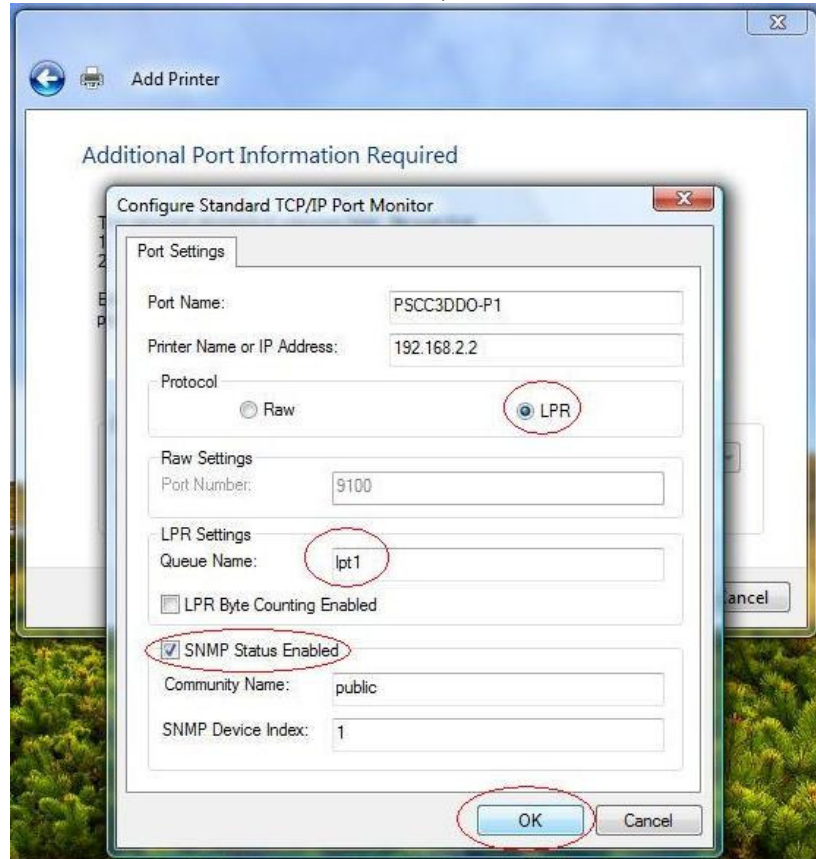 Add Printer
Additional Port Information Required
Configure Standard TCP/IP Port Monitor
Port Settings
Port Name: PSCC3DDO-P1
Printer Name or IP Address: 192.168.2.2
Protocol
Raw LPR
Raw Settings
Port Number: 9100
LPR Settings
Queue Name: lpt1
LPR Byte Counting Enabled
SNMP Status Enabled
Community Name: public
SNMP Device Index: 1
OK Cancel